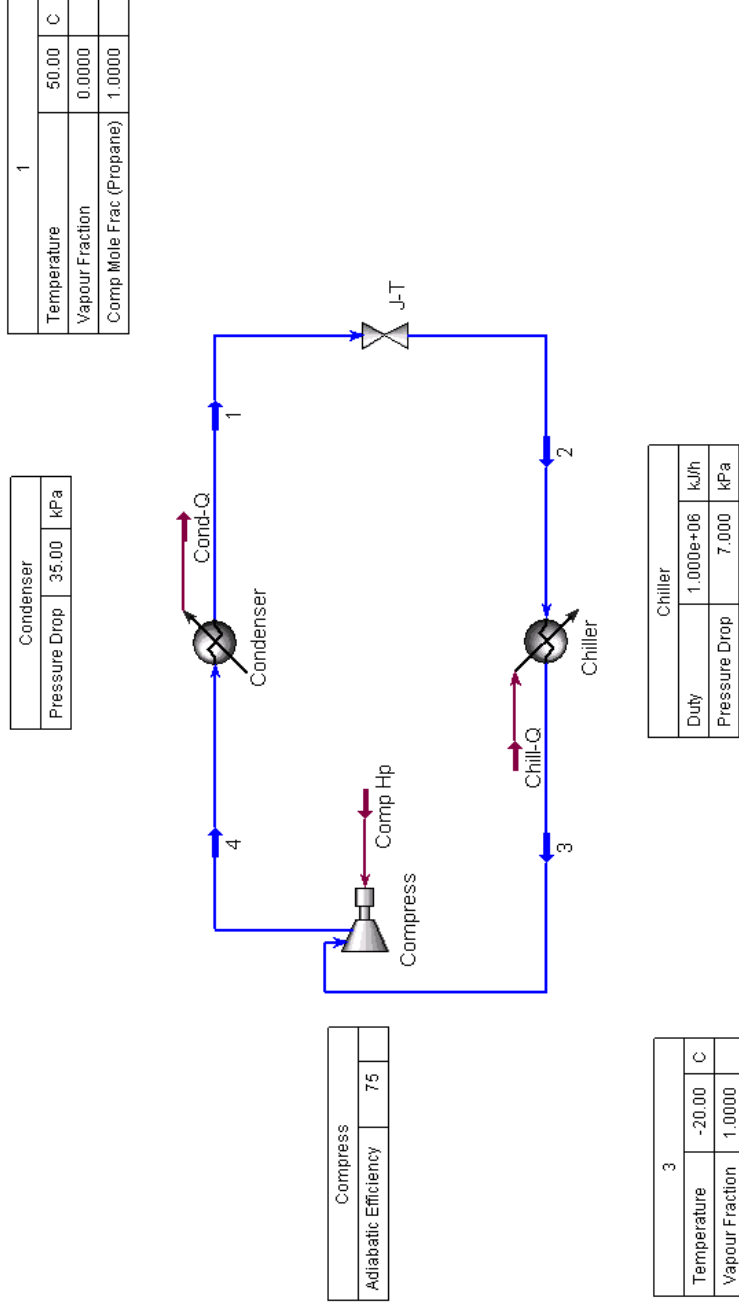 Condenser
Pressure Drop 35.00 kPa
1
Temperature 50.00 C
Vapour Fraction 0.0000
Comp Mole Frac (Propane) 1.0000
Cond-Q
Condenser
4
1
Compress
Adiabatic Efficiency 75
Comp Hp
Compress
J-T
Chill-Q
Chiller
3
2
3
Temperature -20.00 C
Vapour Fraction 1.0000
Chiller
Duty 1.000e+06 kJ/h
Pressure Drop 7.000 kPa